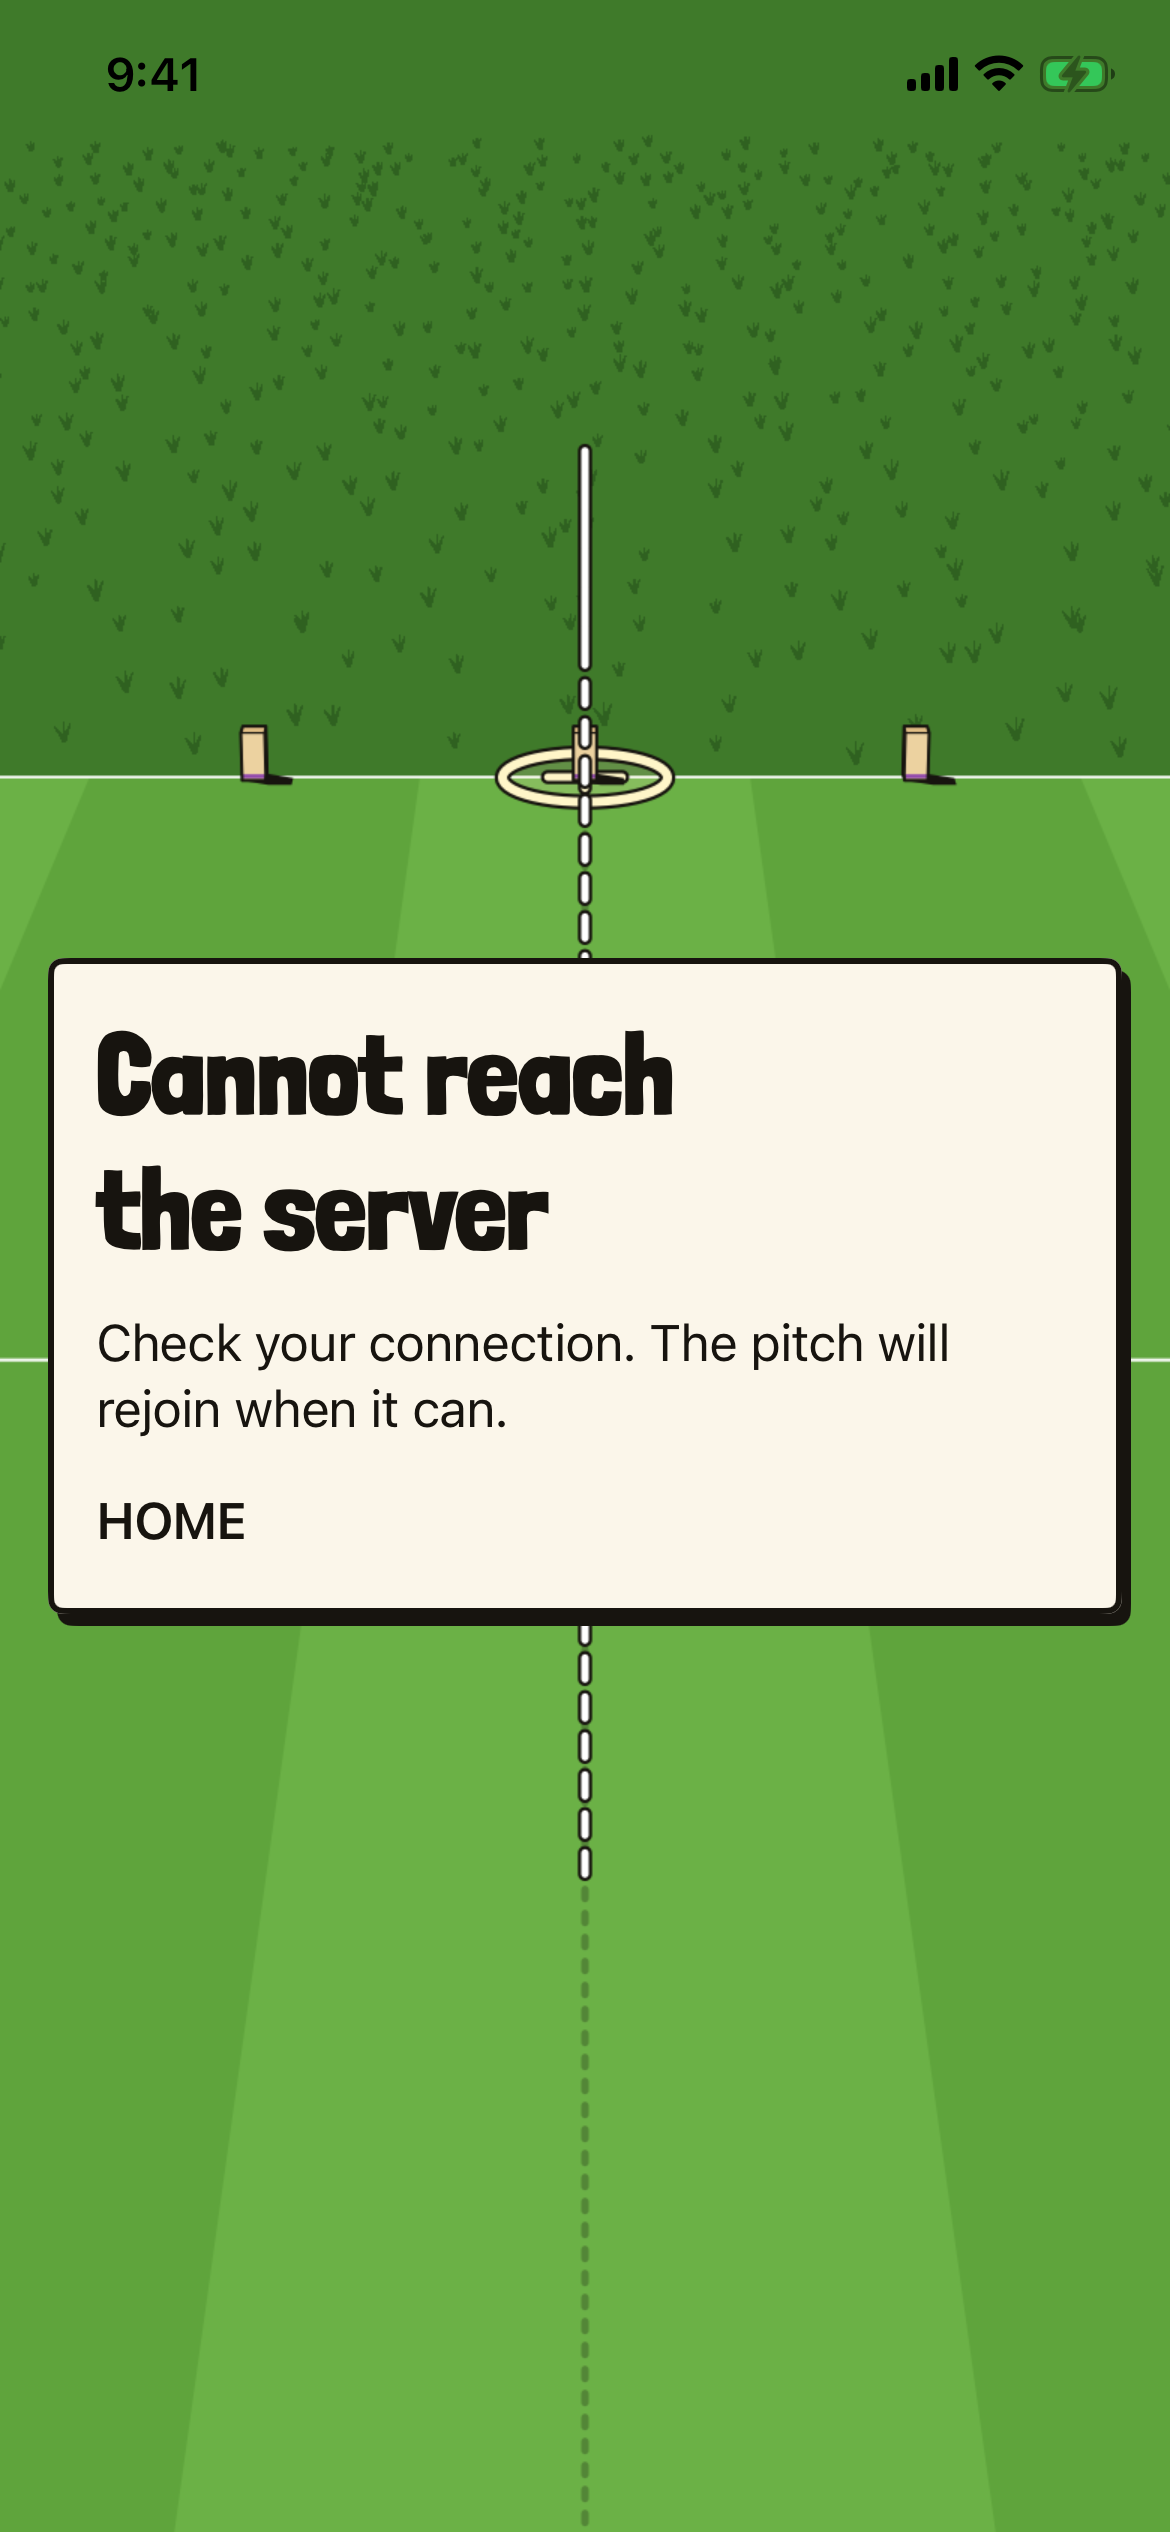 9:41
Cannot reach
the server
Check your connection. The pitch will
rejoin when it can.
HOME